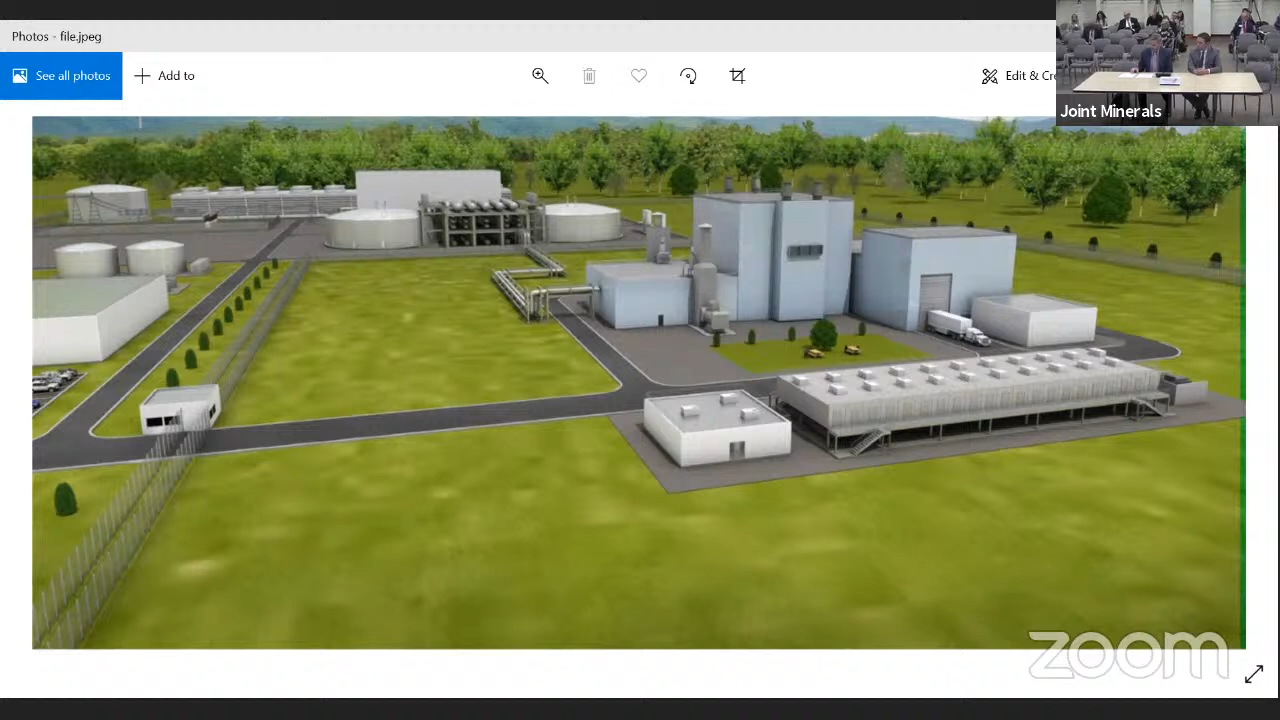 Photos - file.jpeg
See all photos
Add to
Edit & Cre
Joint Minerals
zoom